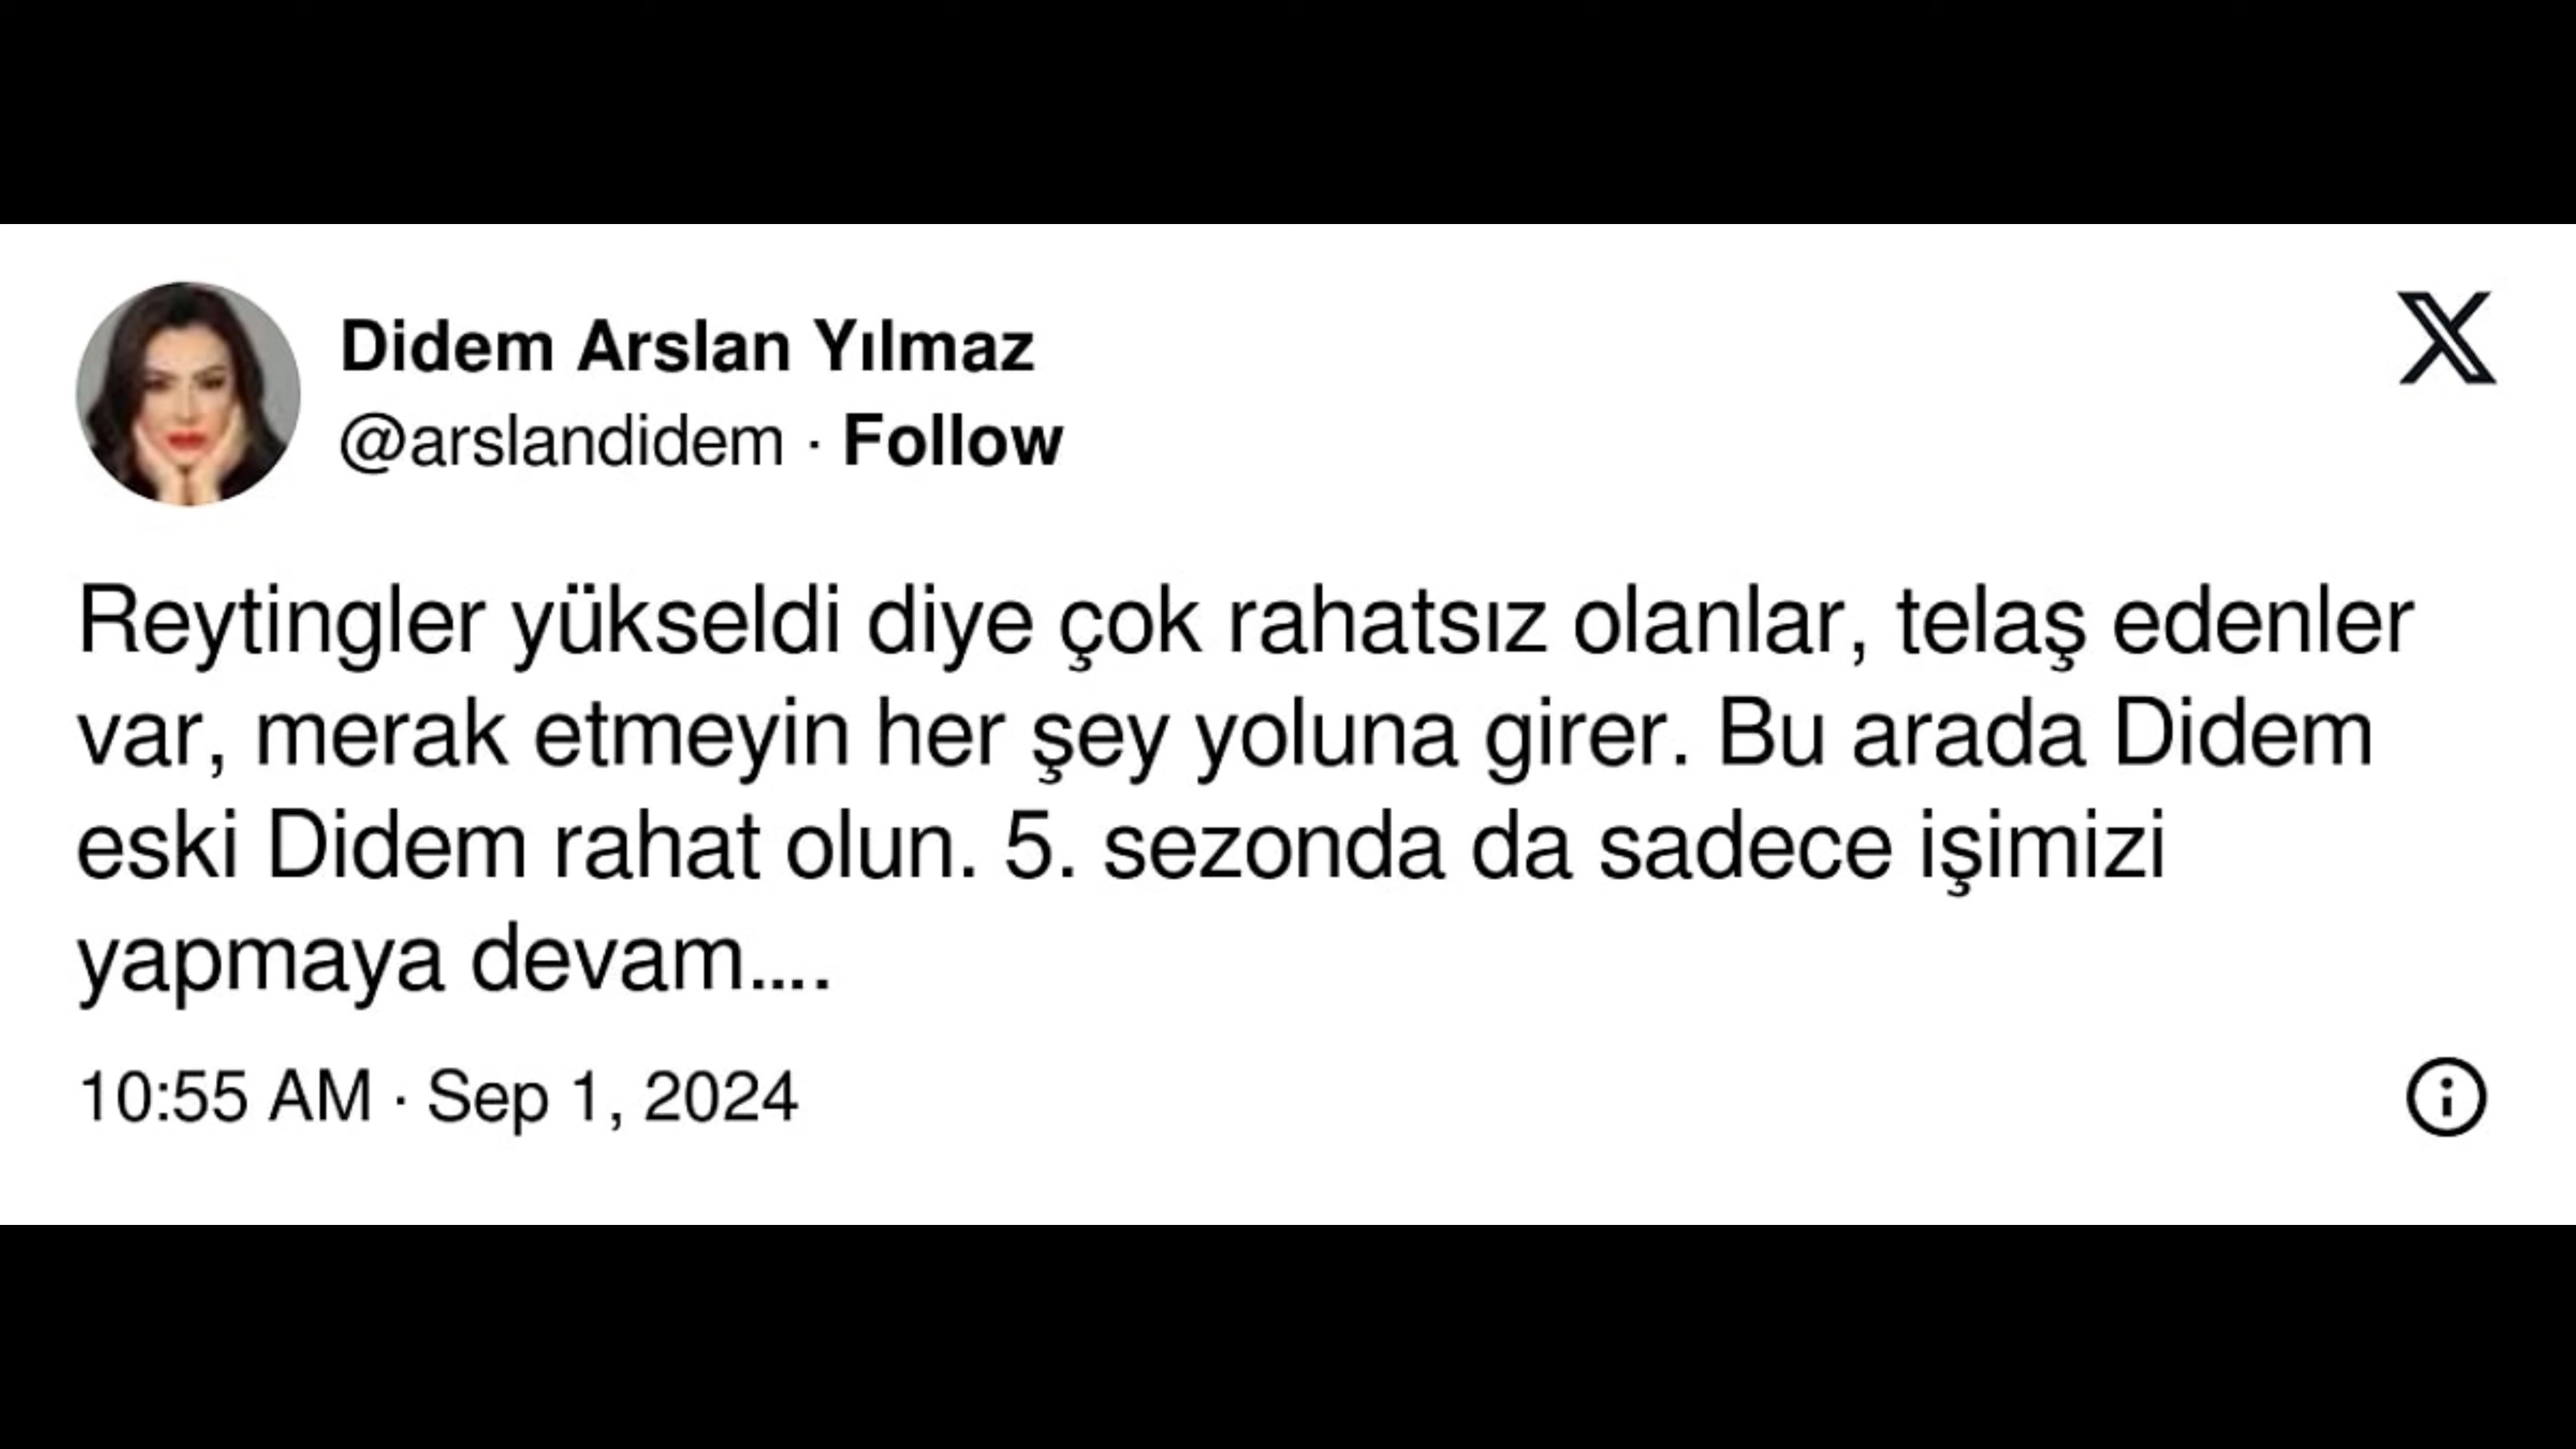 Didem Arslan Yılmaz
@arslandidem · Follow
Reytingler yükseldi diye çok rahatsız olanlar, telaş edenler
var, merak etmeyin her şey yoluna girer. Bu arada Didem
eski Didem rahat olun. 5. sezonda da sadece işimizi
yapmaya devam....
10:55 AM · Sep 1, 2024